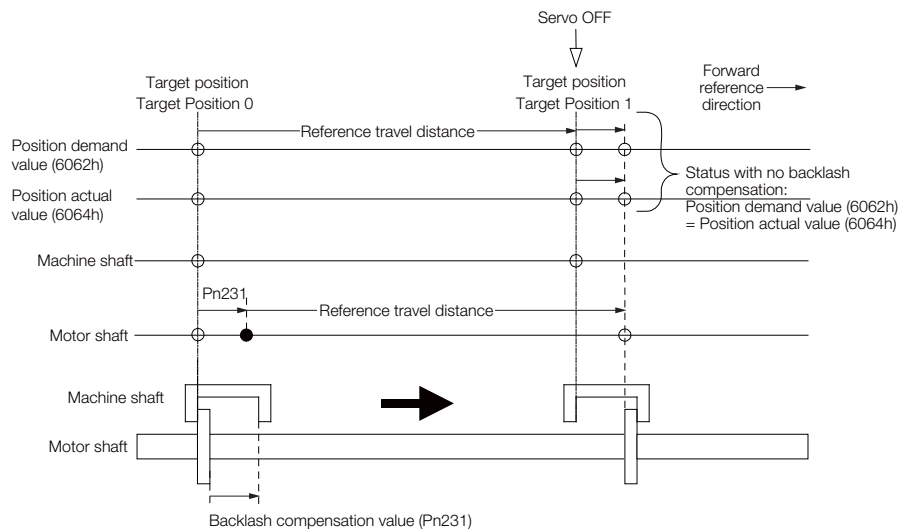 Servo OFF
Target position
Target Position 0
Target position
Target Position 1
Forward
reference
direction
Reference travel distance
Position demand
value (6062h)
Position actual
value (6064h)
Status with no backlash
compensation:
Position demand value (6062h)
= Position actual value (6064h)
Machine shaft
Pn231
Reference travel distance
Motor shaft
Machine shaft
Motor shaft
Backlash compensation value (Pn231)